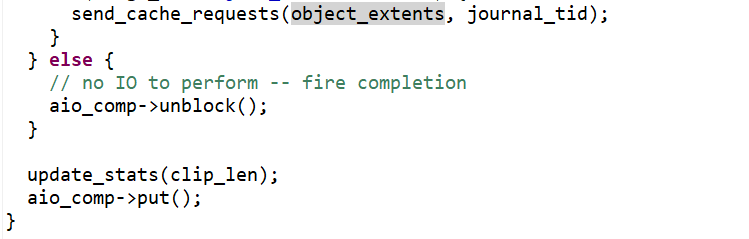 send_cache_requests(object_extents, journal_tid);
}
} else {
// no IO to perform -- fire completion
aio_comp->unblock();
}
update_stats(clip_len);
aio_comp->put();
}